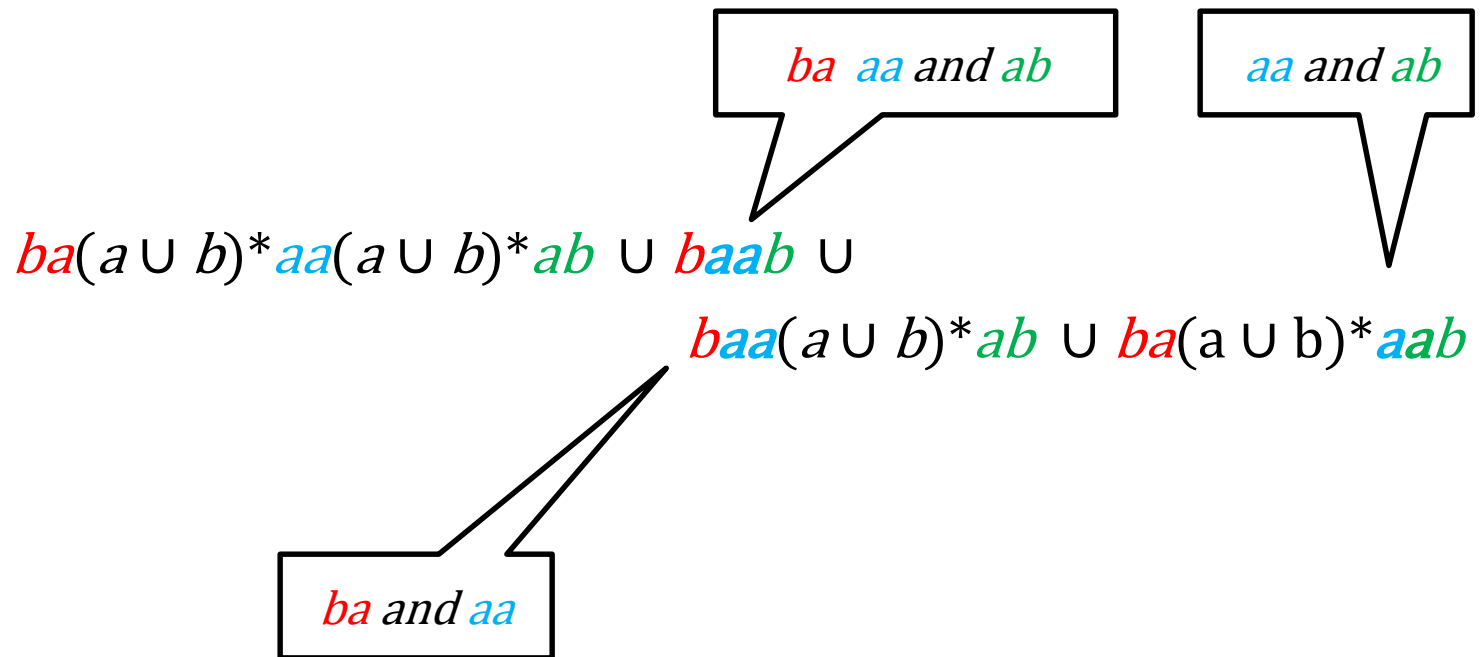 ba aa and ab
aa and ab
ba(a ∪ b)*aa(a ∪ b)*ab ∪ baab ∪
baa(a ∪ b)*ab ∪ ba(a ∪ b)*aab
ba and aa